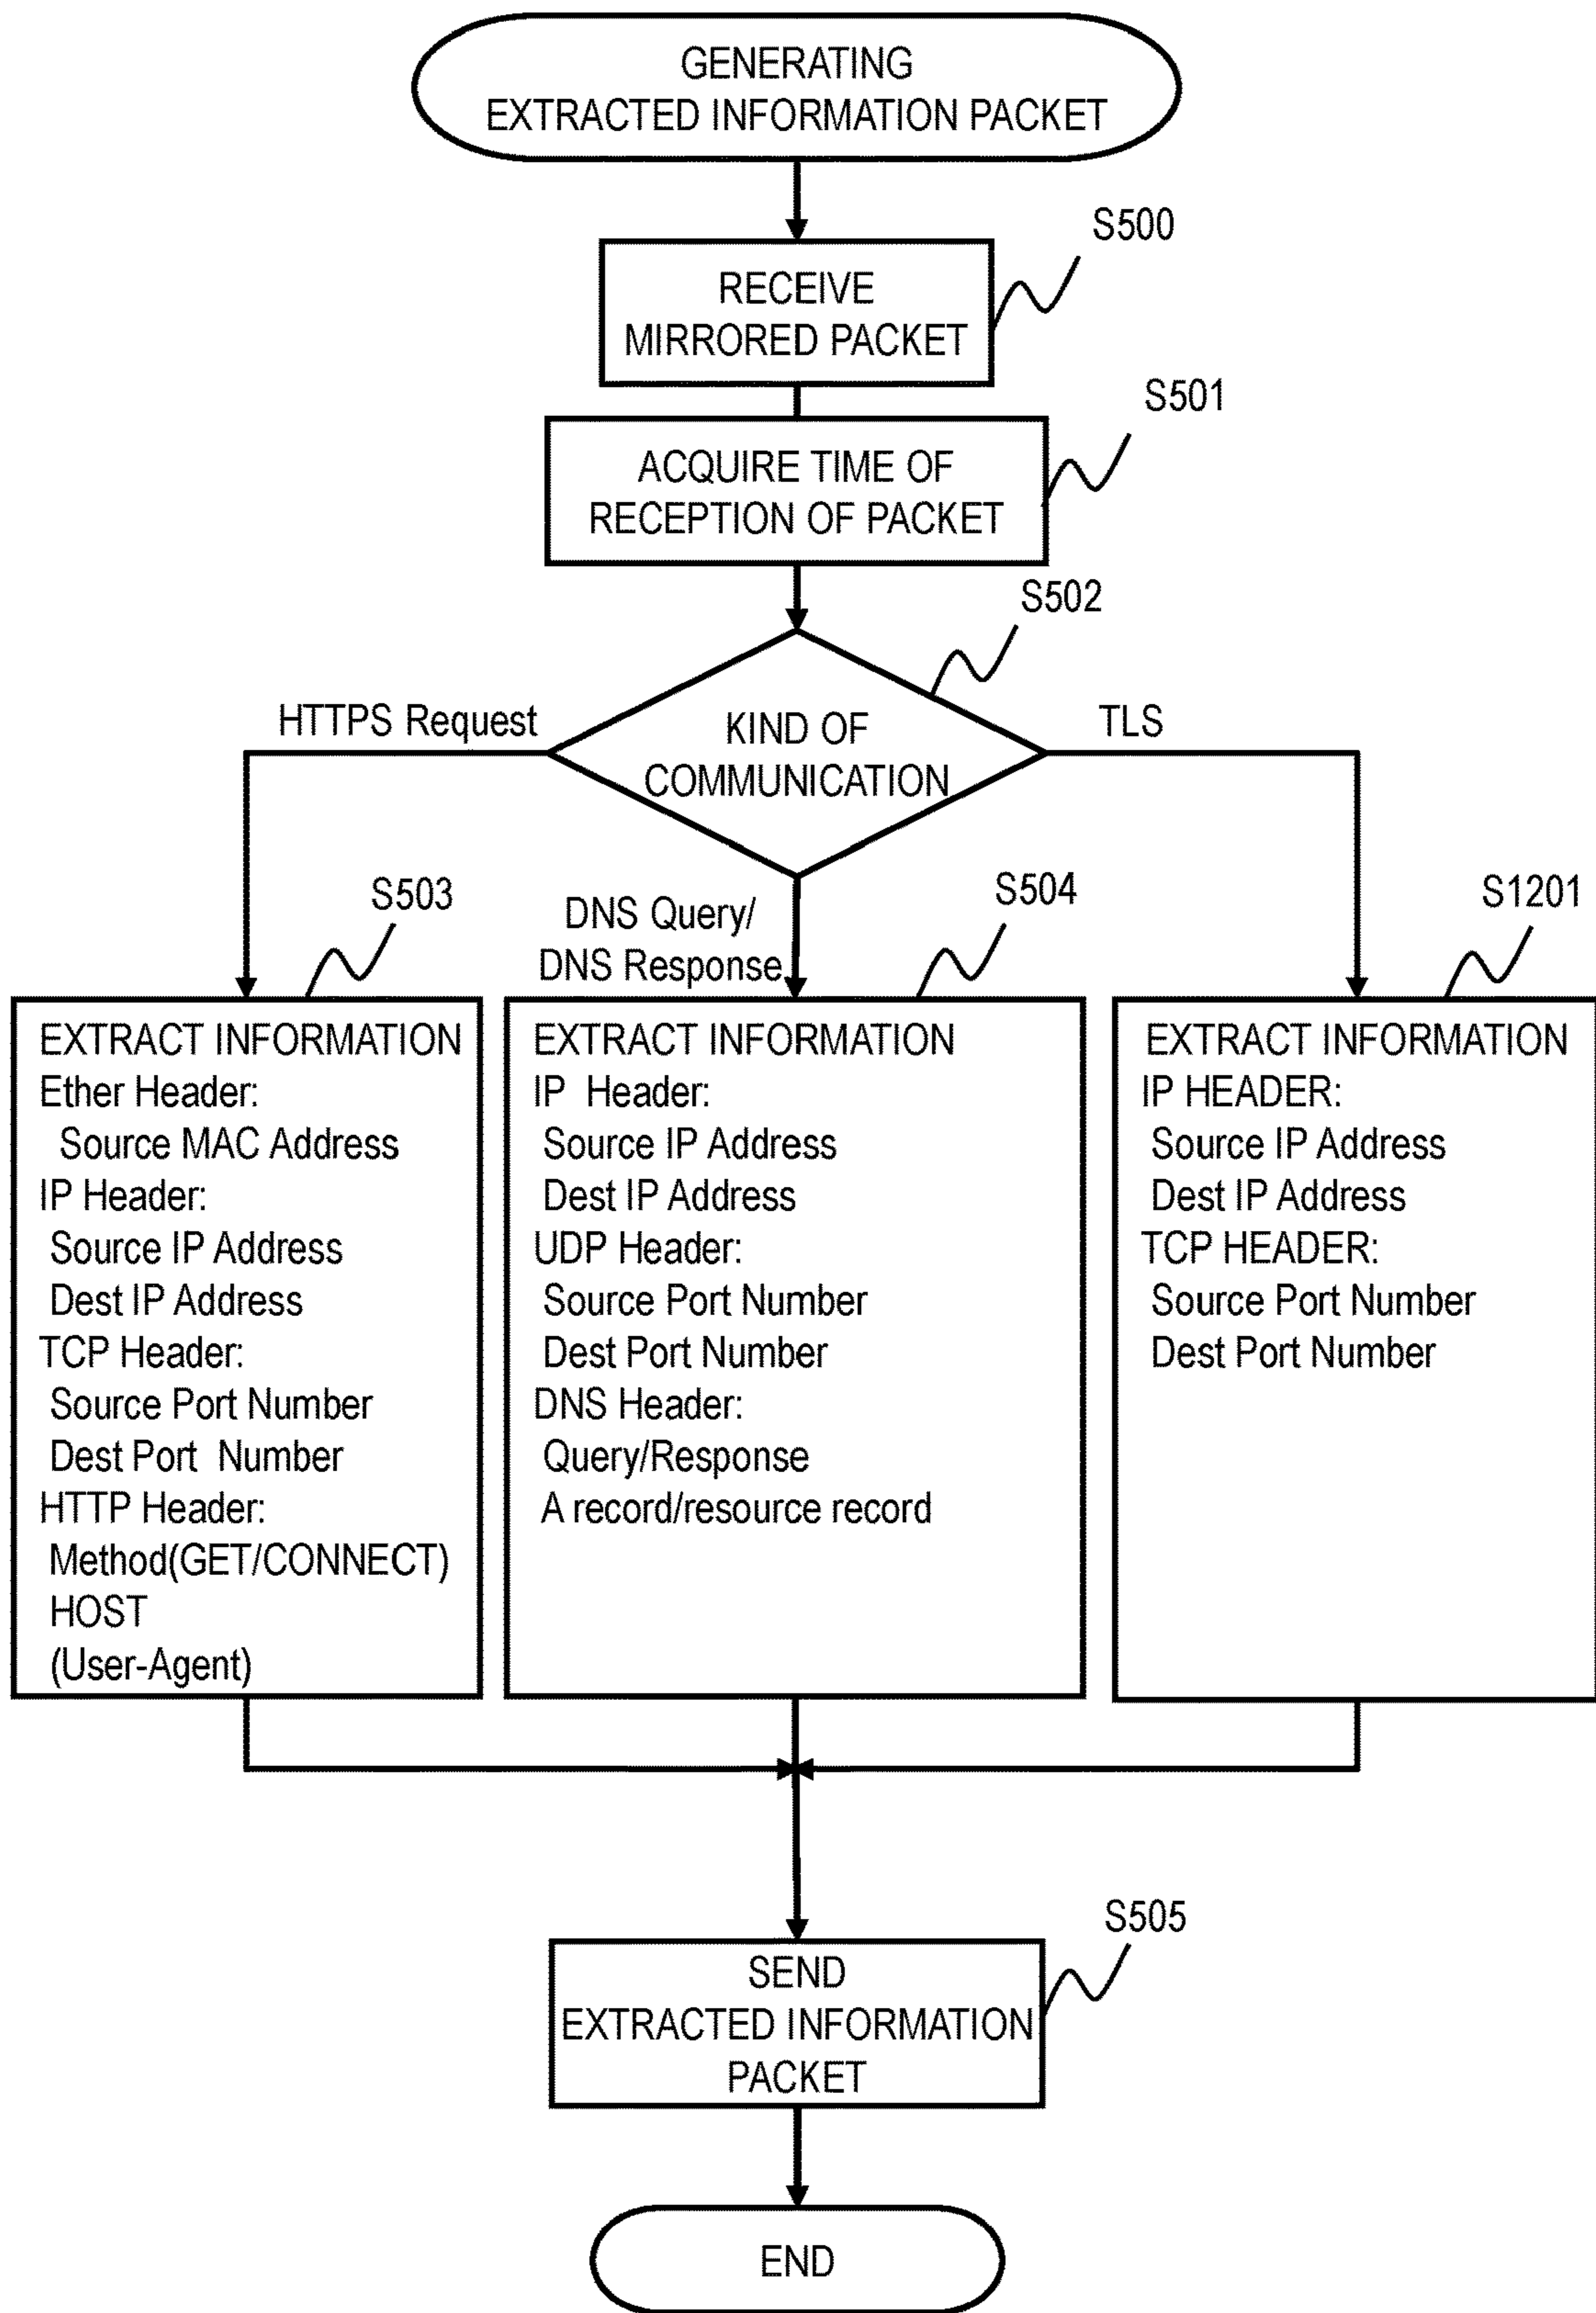 GENERATING
EXTRACTED INFORMATION PACKET
S500
RECEIVE
MIRRORED PACKET
S501
ACQUIRE TIME OF
RECEPTION OF PACKET
S502
HTTPS Request
KIND OF
COMMUNICATION
TLS
S503
DNS Query/
DNS Response
S504
S1201
EXTRACT INFORMATION
Ether Header:
Source MAC Address
IP Header:
Source IP Address
Dest IP Address
TCP Header:
Source Port Number
Dest Port  Number
HTTP Header:
Method(GET/CONNECT)
HOST
(User-Agent)
EXTRACT INFORMATION
IP  Header:
Source IP Address
Dest IP Address
UDP Header:
Source Port Number
Dest Port Number
DNS Header:
Query/Response
A record/resource record
EXTRACT INFORMATION
IP HEADER:
Source IP Address
Dest IP Address
TCP HEADER:
Source Port Number
Dest Port Number
S505
SEND
EXTRACTED INFORMATION
PACKET
END